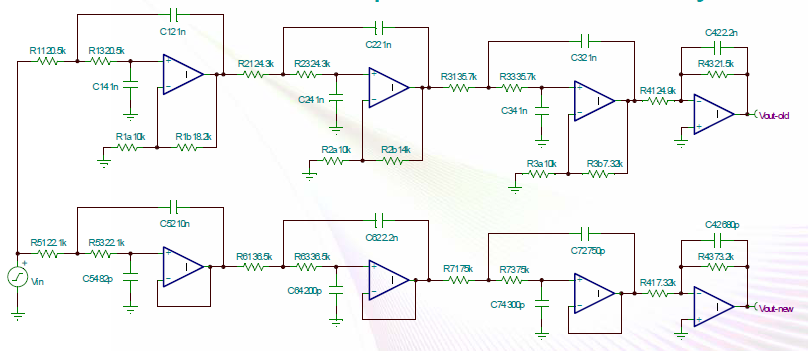 C12 1n
C22 1n
C32 1n
C42 2.2n
R11 20.5k
R13 20.5k
R21 24.3k
R23 24.3k
R31 35.7k
R33 35.7k
R43 21.5k
R41 24.9k
C14 1n
C24 1n
C34 1n
Vout-old
R1a 10k
R1b 18.2k
R2a 10k
R2b 14k
R3a 10k
R3b 7.32k
C52 10n
C62 2.2n
C72 750p
C42 680p
R51 22.1k
R53 22.1k
R61 36.5k
R63 36.5k
R71 75k
R73 75k
R43 73.2k
R41 7.32k
C54 82p
C64 200p
C74 300p
Vin
Vout-new